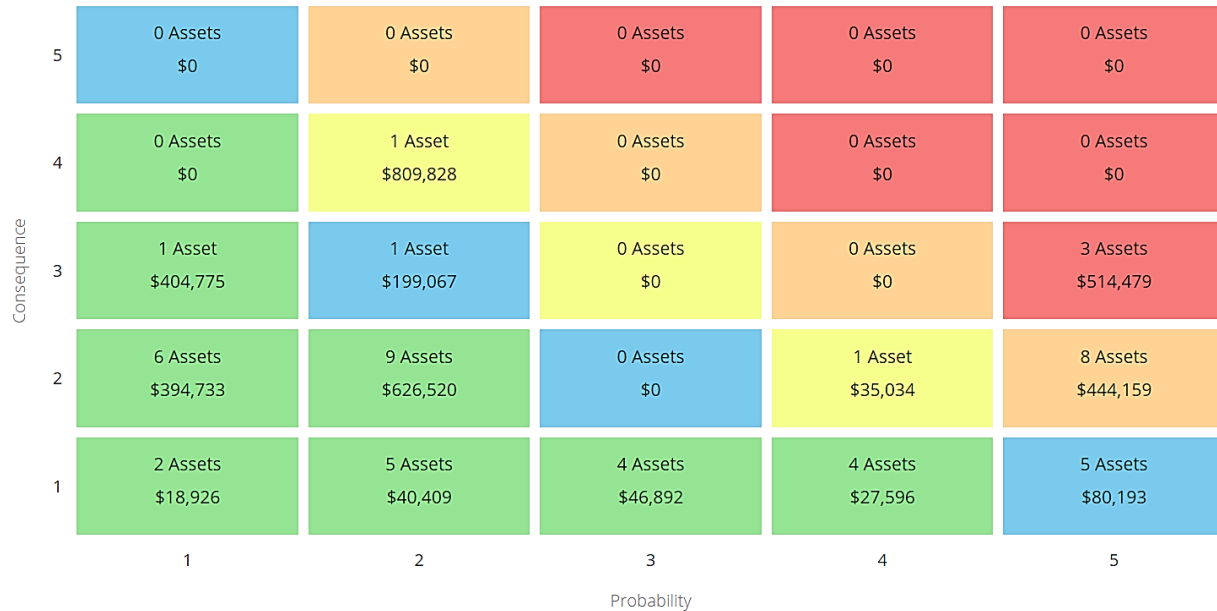 5
0 Assets
$0
0 Assets
$0
0 Assets
$0
0 Assets
$0
0 Assets
$0
4
0 Assets
$0
1 Asset
$809,828
0 Assets
$0
0 Assets
$0
0 Assets
$0
Consequence
3
1 Asset
$404,775
1 Asset
$199,067
0 Assets
$0
0 Assets
$0
3 Assets
$514,479
2
6 Assets
$394,733
9 Assets
$626,520
0 Assets
$0
1 Asset
$35,034
8 Assets
$444,159
1
2 Assets
$18,926
5 Assets
$40,409
4 Assets
$46,892
4 Assets
$27,596
5 Assets
$80,193
1
2
3
4
5
Probability